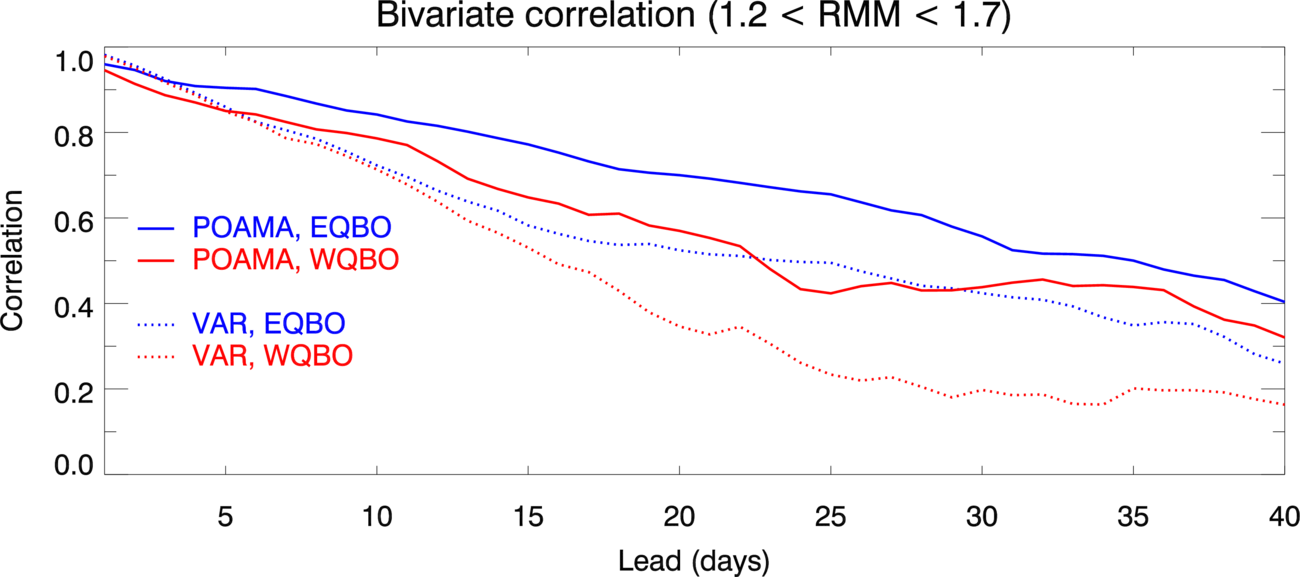 Bivariate correlation (1.2 < RMM < 1.7)
1.0
0.8
0.6
0.4
0.2
0.0
Correlation
POAMA, EQBO
POAMA, WQBO
VAR, EQBO
VAR, WQBO
5 10 15 20 25 30 35 40
Lead (days)